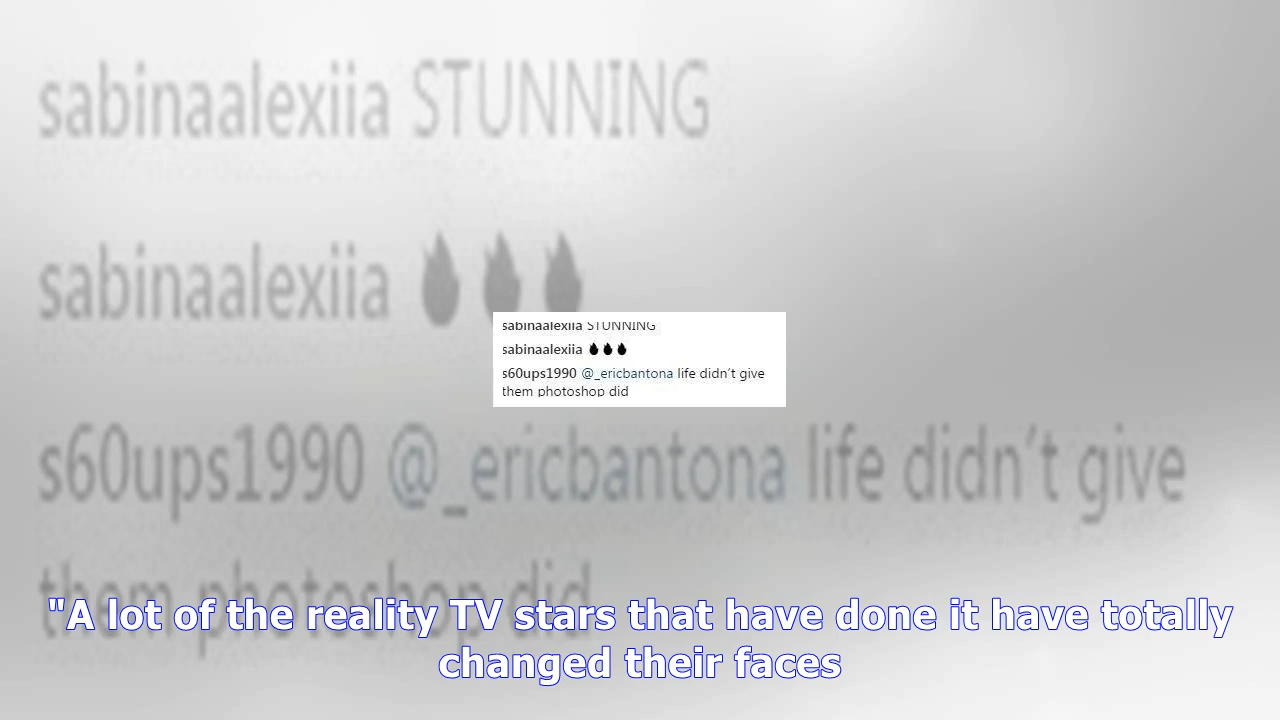 sabinaalexiia STUNNING
sabinaalexiia 🔥🔥🔥
s60ups1990 @_ericbantona life didn’t give
them photoshop did
sabinaalexiia STUNNING
sabinaalexiia 🔥🔥🔥
s60ups1990 @_ericbantona life didn’t give
them photoshop did
"A lot of the reality TV stars that have done it have totally
changed their faces